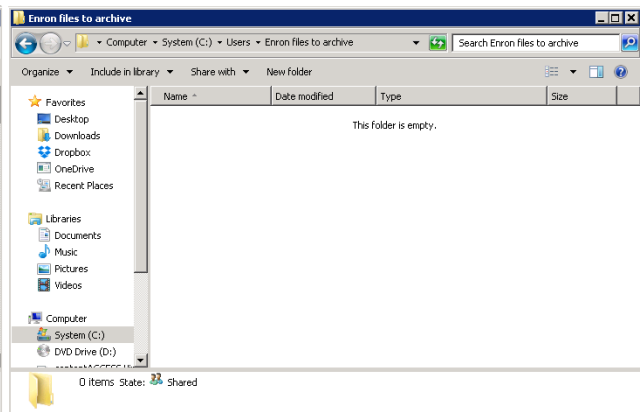 Enron files to archive
Computer System (C:) Users Enron files to archive Search Enron files to archive
Organize Include in library Share with New folder
Name Date modified Type Size
This folder is empty.
Favorites
Desktop
Downloads
Dropbox
OneDrive
Recent Places
Libraries
Documents
Music
Pictures
Videos
Computer
System (C:)
DVD Drive (D:)
0 items State: Shared